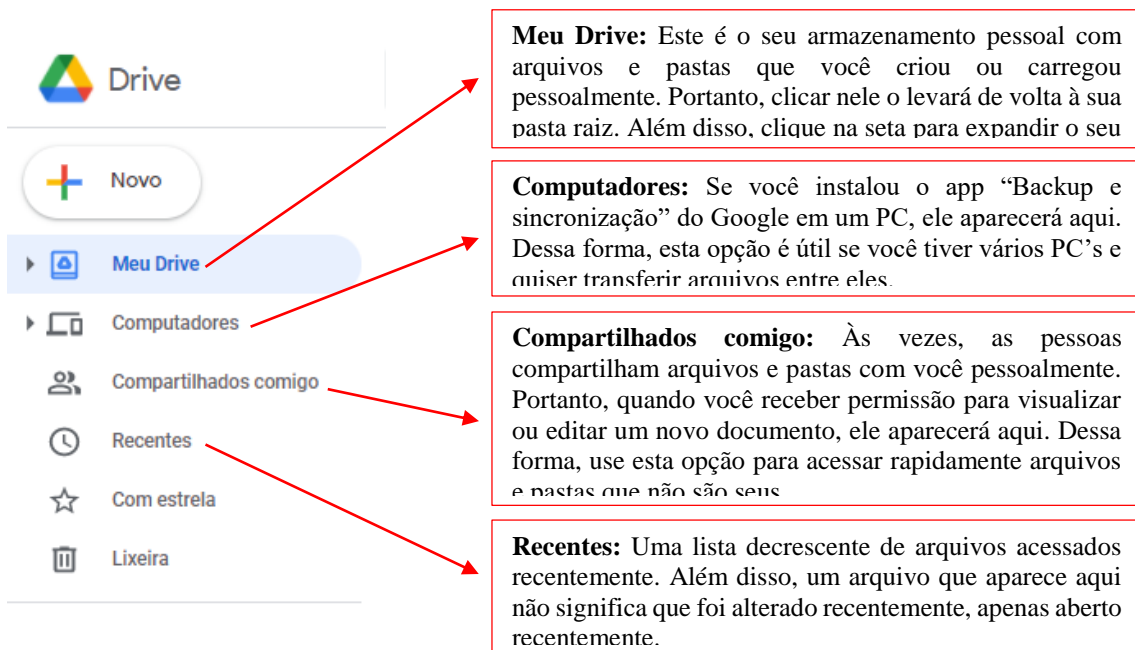 Drive
Novo
Meu Drive
Computadores
Compartilhados comigo
Recentes
Com estrela
Lixeira
Meu Drive: Este é o seu armazenamento pessoal com
arquivos e pastas que você criou ou carregou
pessoalmente. Portanto, clicar nele o levará de volta à sua
pasta raiz. Além disso, clique na seta para expandir o seu
Computadores: Se você instalou o app “Backup e
sincronização” do Google em um PC, ele aparecerá aqui.
Dessa forma, esta opção é útil se você tiver vários PC’s e
quiser transferir arquivos entre eles.
Compartilhados comigo: Às vezes, as pessoas
compartilham arquivos e pastas com você pessoalmente.
Portanto, quando você receber permissão para visualizar
ou editar um novo documento, ele aparecerá aqui. Dessa
forma, use esta opção para acessar rapidamente arquivos
e pastas que não são seus
Recentes: Uma lista decrescente de arquivos acessados
recentemente. Além disso, um arquivo que aparece aqui
não significa que foi alterado recentemente, apenas aberto
recentemente.